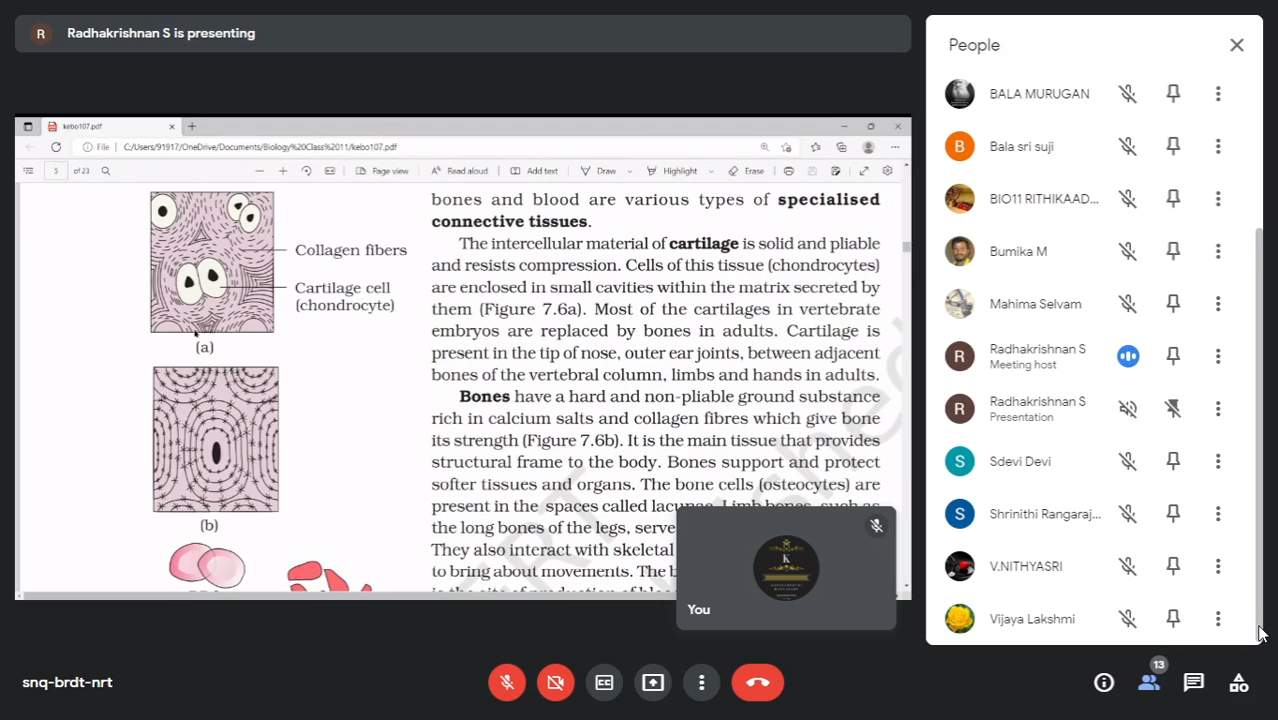 R Radhakrishnan S is presenting
kebo107.pdf
File C:/Users/91917/OneDrive/Documents/Biology%20Class%2011/kebo107.pdf
5 of 23 Page view Read aloud Add text Draw Highlight Erase
bones and blood are various types of specialised
connective tissues.
The intercellular material of cartilage is solid and pliable
and resists compression. Cells of this tissue (chondrocytes)
are enclosed in small cavities within the matrix secreted by
them (Figure 7.6a). Most of the cartilages in vertebrate
embryos are replaced by bones in adults. Cartilage is
present in the tip of nose, outer ear joints, between adjacent
bones of the vertebral column, limbs and hands in adults.
Bones have a hard and non-pliable ground substance
rich in calcium salts and collagen fibres which give bone
its strength (Figure 7.6b). It is the main tissue that provides
structural frame to the body. Bones support and protect
softer tissues and organs. The bone cells (osteocytes) are
present in the spaces called lacunae. Limb bones, such as
the long bones of the legs, serve
They also interact with skeletal
to bring about movements. The b
Collagen fibers
Cartilage cell
(chondrocyte)
(a)
(b)
K
You
People
BALA MURUGAN
B Bala sri suji
BIO11 RITHIKAAD...
Bumika M
Mahima Selvam
R Radhakrishnan S
Meeting host
R Radhakrishnan S
Presentation
S Sdevi Devi
S Shrinithi Rangaraj...
V.NITHYASRI
Vijaya Lakshmi
snq-brdt-nrt
CC
13